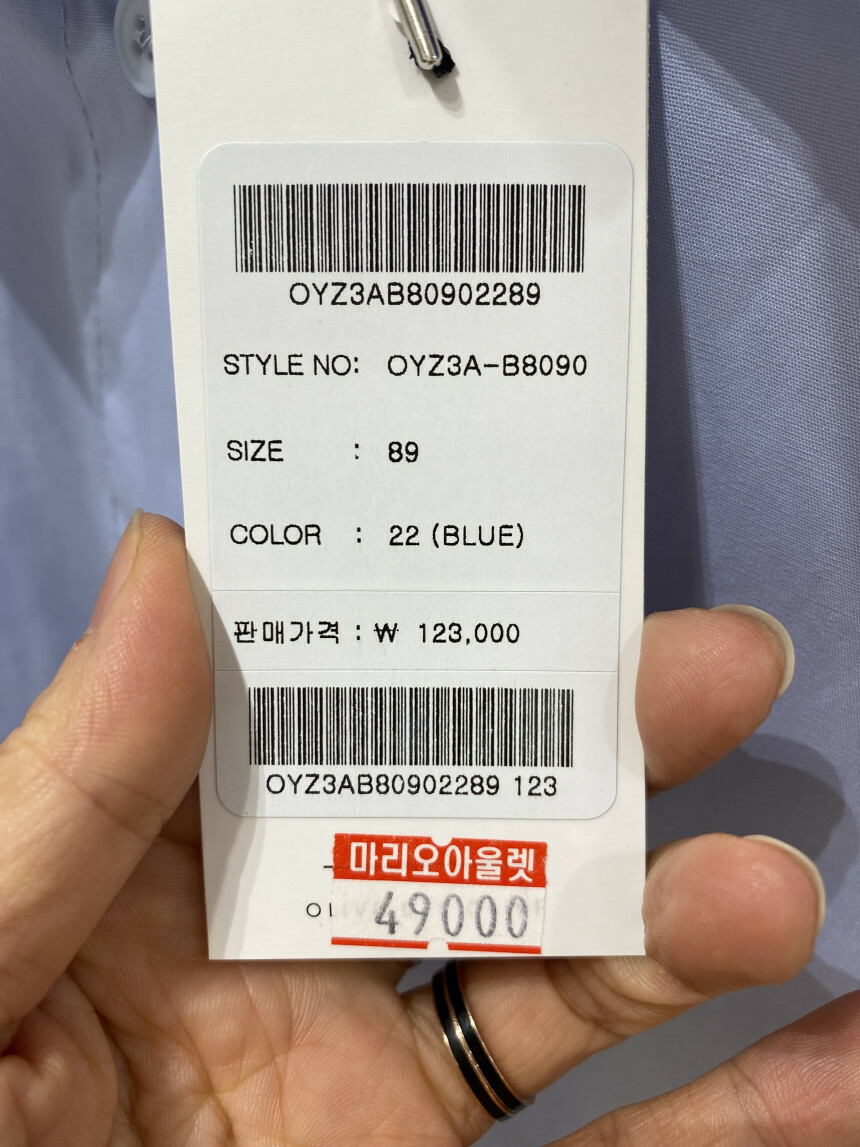 OYZ3AB80902289
STYLE NO: OYZ3A-B8090
SIZE : 89
COLOR : 22 (BLUE)
판매가격 : ₩ 123,000
OYZ3AB80902289 123
마리오아울렛
49000